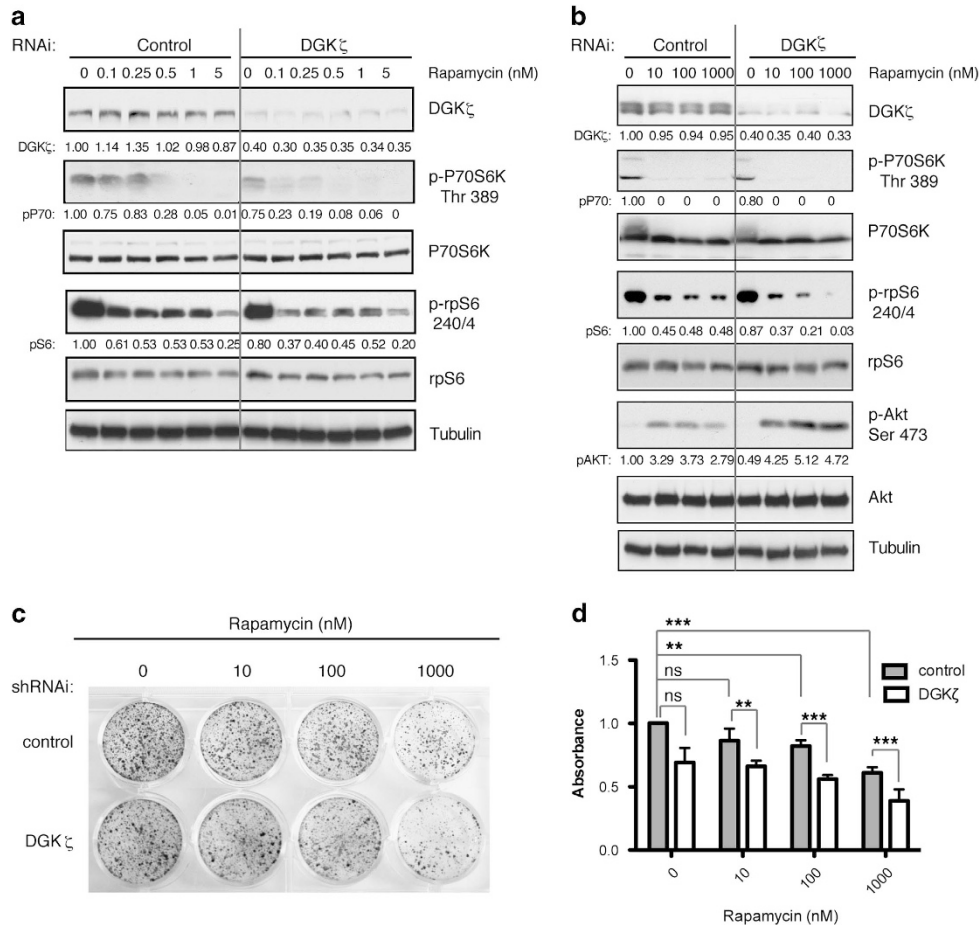 a
RNAi: Control DGKζ
0 0.1 0.25 0.5 1 5 0 0.1 0.25 0.5 1 5 Rapamycin (nM)
DGKζ
DGKζ: 1.00 1.14 1.35 1.02 0.98 0.87 0.40 0.30 0.35 0.35 0.34 0.35
p-P70S6K
Thr 389
pP70: 1.00 0.75 0.83 0.28 0.05 0.01 0.75 0.23 0.19 0.08 0.06 0
P70S6K
p-rpS6
240/4
pS6: 1.00 0.61 0.53 0.53 0.53 0.25 0.80 0.37 0.40 0.45 0.52 0.20
rpS6
Tubulin
b
RNAi: Control DGKζ
0 10 100 1000 0 10 100 1000 Rapamycin (nM)
DGKζ
DGKζ: 1.00 0.95 0.94 0.95 0.40 0.35 0.40 0.33
p-P70S6K
Thr 389
pP70: 1.00 0 0 0 0.80 0 0 0
P70S6K
p-rpS6
240/4
pS6: 1.00 0.45 0.48 0.48 0.87 0.37 0.21 0.03
rpS6
p-Akt
Ser 473
pAKT: 1.00 3.29 3.73 2.79 0.49 4.25 5.12 4.72
Akt
Tubulin
c
Rapamycin (nM)
0 10 100 1000
shRNAi:
control
DGKζ
d
***
**
ns
ns ** *** ***
control
DGKζ
Absorbance
1.5
1.0
0.5
0.0
0 10 100 1000
Rapamycin (nM)